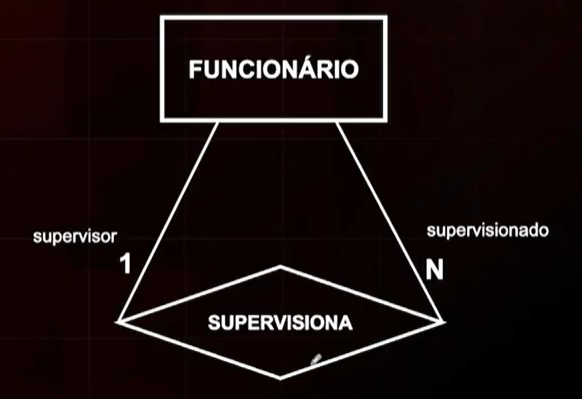 FUNCIONÁRIO
supervisor
supervisionado
1
N
SUPERVISIONA